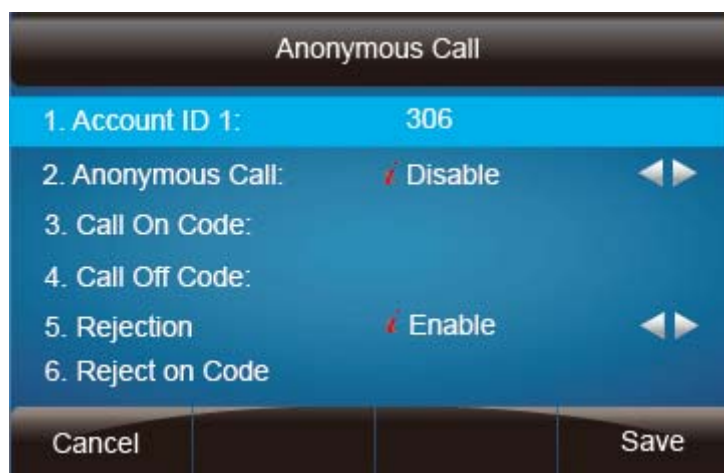 Anonymous Call
1. Account ID 1: 306
2. Anonymous Call: i Disable
3. Call On Code:
4. Call Off Code:
5. Rejection i Enable
6. Reject on Code
Cancel Save